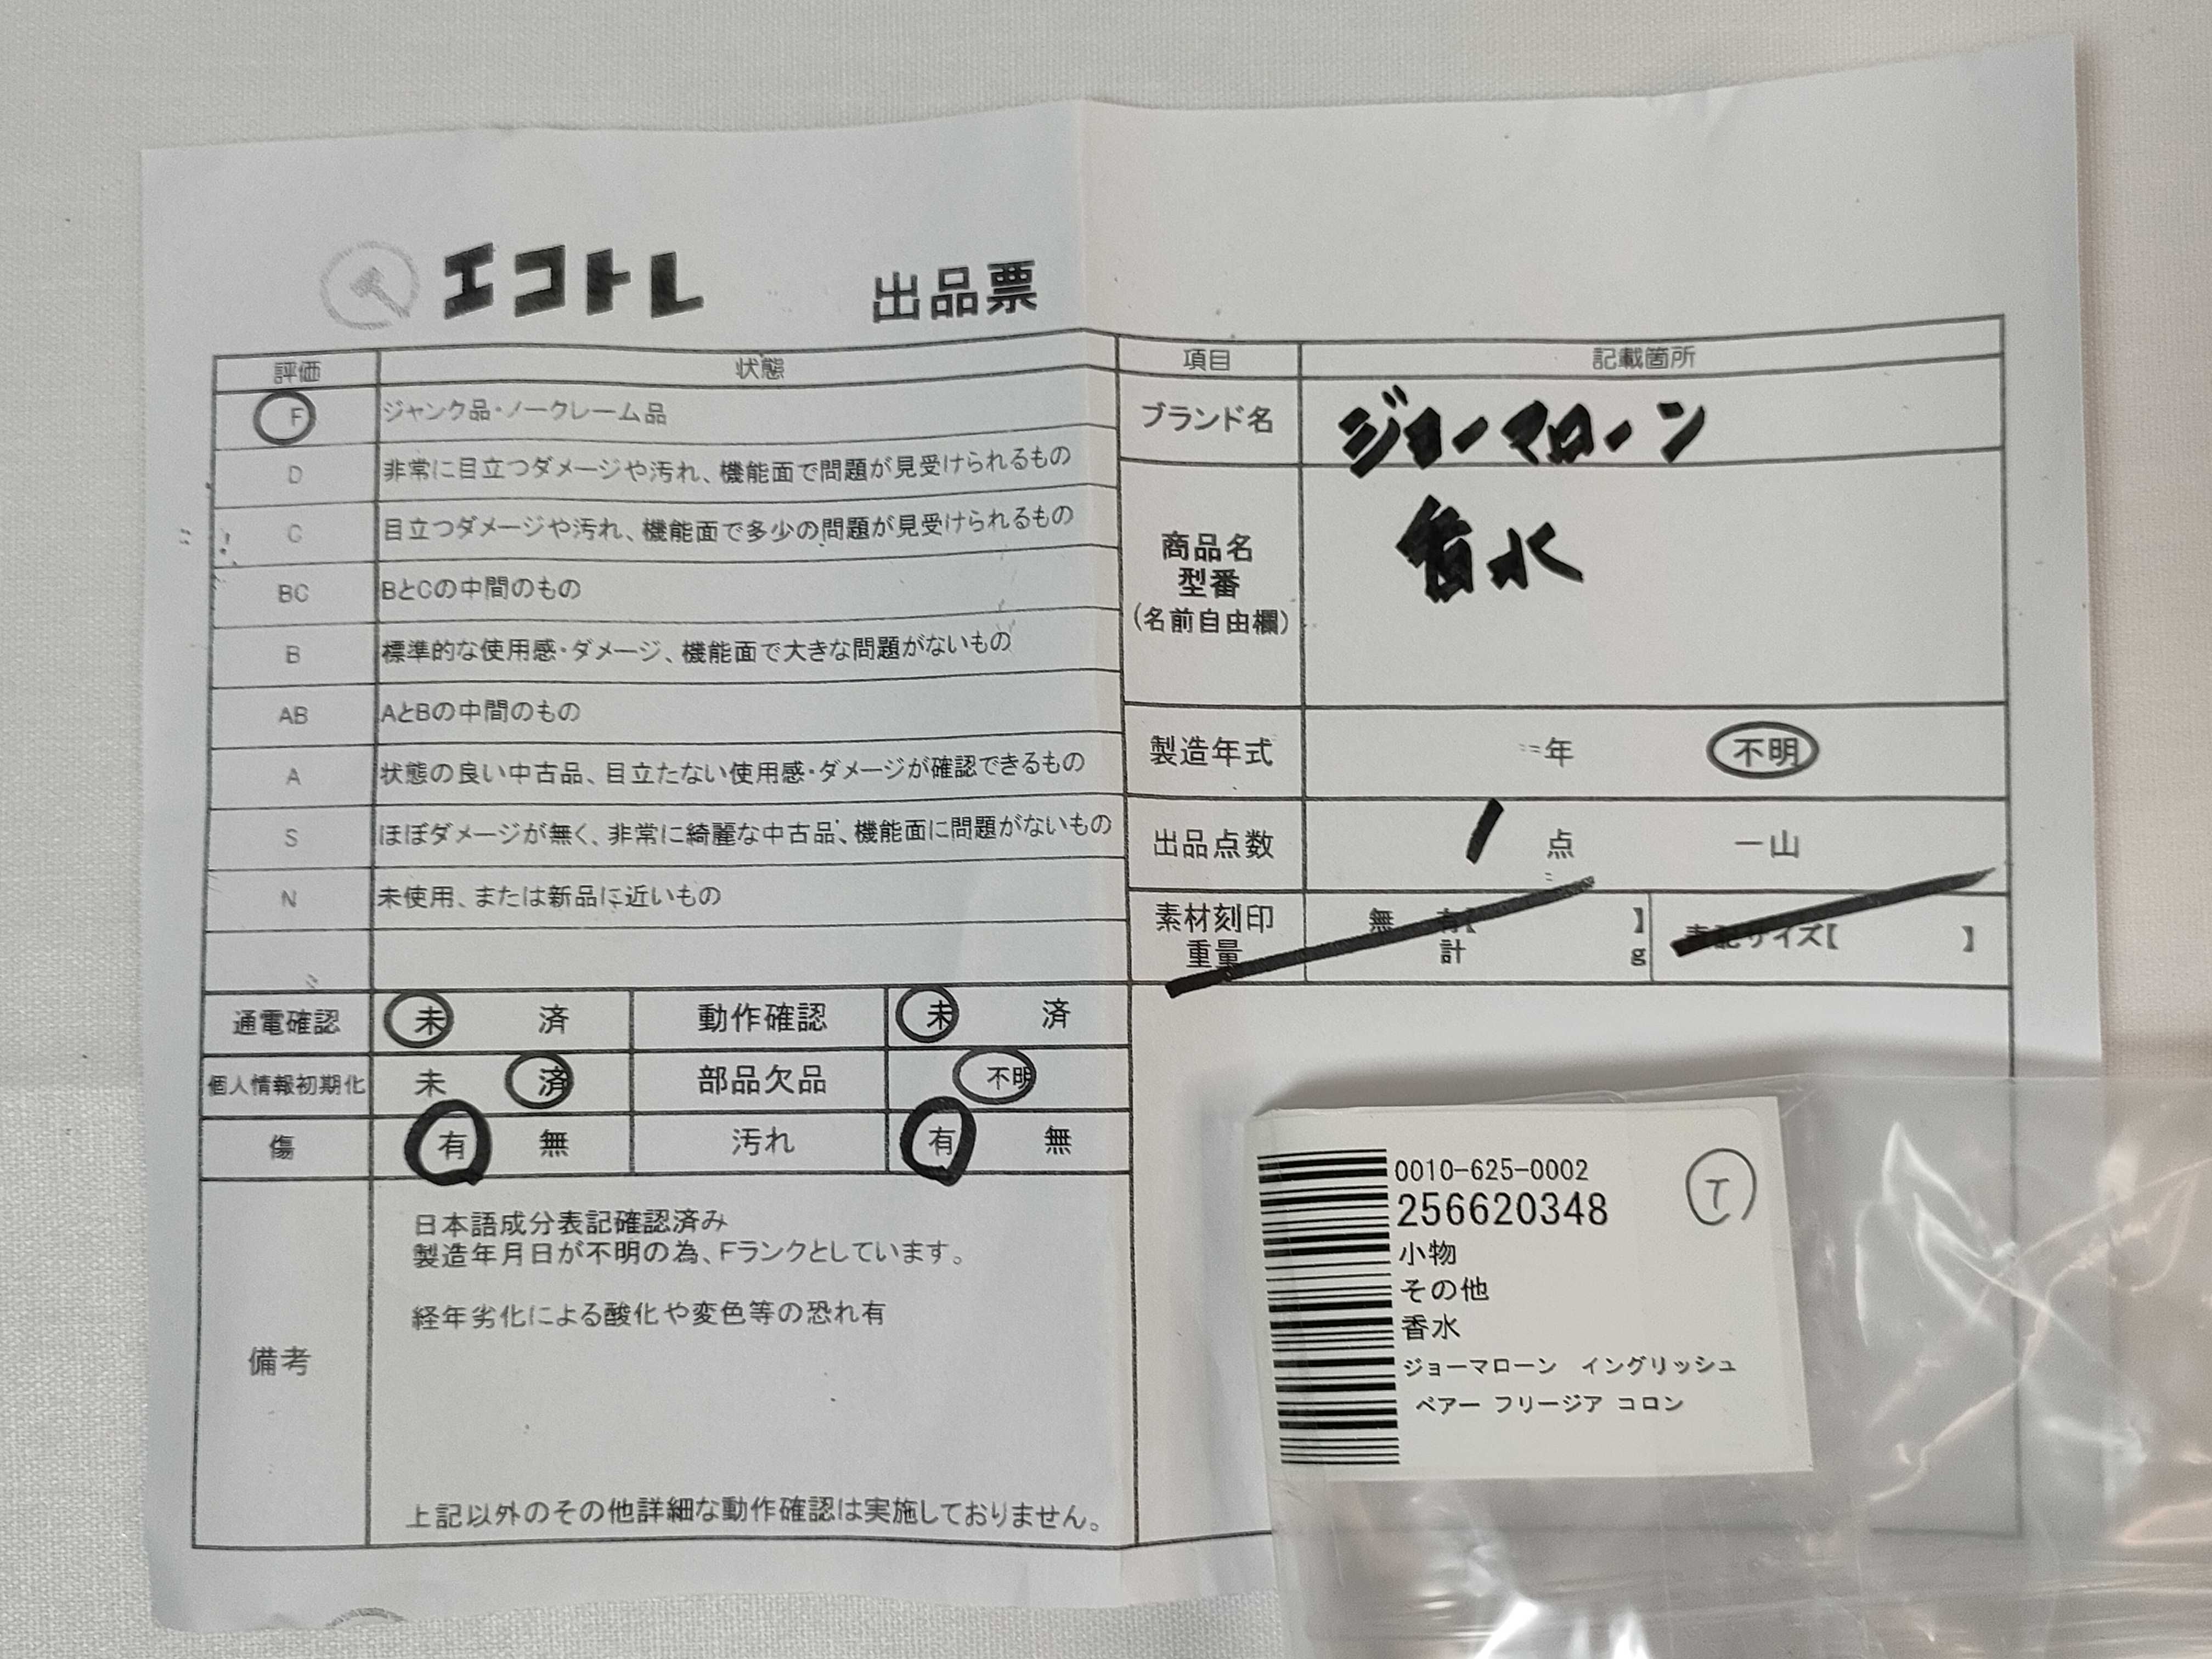 エコトレ 出品票
評価 状態
F ジャンク品・ノークレーム品
D 非常に目立つダメージや汚れ、機能面で問題が見受けられるもの
C 目立つダメージや汚れ、機能面で多少の問題が見受けられるもの
BC BとCの中間のもの
B 標準的な使用感・ダメージ、機能面で大きな問題がないもの
AB AとBの中間のもの
A 状態の良い中古品、目立たない使用感・ダメージが確認できるもの
S ほぼダメージが無く、非常に綺麗な中古品、機能面に問題がないもの
N 未使用、または新品に近いもの
通電確認 未 済 動作確認 未 済
個人情報初期化 未 済 部品欠品 不明
傷 有 無 汚れ 有 無
備考
日本語成分表記確認済み
製造年月日が不明の為、Fランクとしています。
経年劣化による酸化や変色等の恐れ有
上記以外のその他詳細な動作確認は実施しておりません。
項目 記載箇所
ブランド名 ジョーマローン
商品名
型番
(名前自由欄)
香水
製造年式 年 不明
出品点数 1 点 一山
素材刻印 無 有【 】 表記サイズ【 】
重量 計 g
0010-625-0002
256620348
T
小物
その他
香水
ジョーマローン イングリッシュ
ペアー フリージア コロン